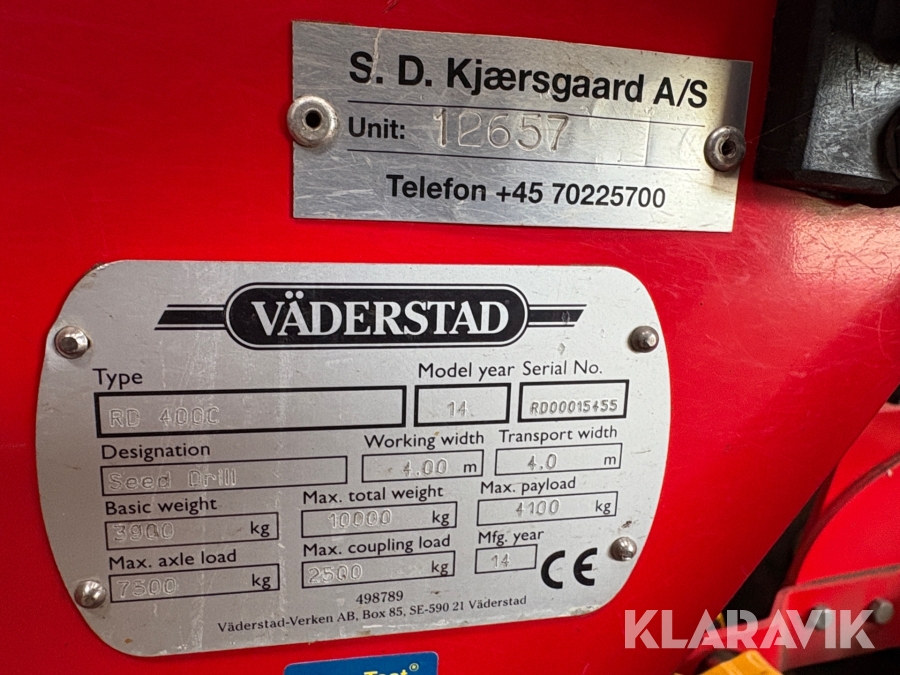 S. D. Kjærsgaard A/S
Unit: 12657
Telefon +45 70225700
VÄDERSTAD
Type
Model year Serial No.
RD 400C
14
RD00015455
Designation
Working width
Transport width
Seed Drill
4.00 m
4.0 m
Basic weight
Max. total weight
Max. payload
3900 kg
10000 kg
4100 kg
Max. axle load
Max. coupling load
Mfg. year
7500 kg
2500 kg
14
CE
498789
Väderstad-Verken AB, Box 85, SE-590 21 Väderstad
KLARAVIK